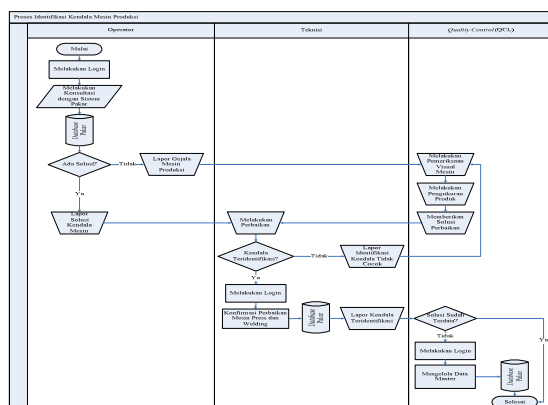 Proses Identifikasi Kendala Mesin Produksi
Operator
Teknisi
Quality Control (QCL)
Mulai
Melakukan Login
Melakukan
Konsultasi
dengan Sistem
Pakar
Database
Pakar
Ada Solusi?
Tidak
Lapor Gejala
Mesin
Produksi
Melakukan
Pemeriksaan
Visual
Mesin
Melakukan
Pengukuran
Produk
Ya
Lapor
Solusi
Kendala
Mesin
Melakukan
Perbaikan
Memberikan
Solusi
Perbaikan
Kendala
Teridentifikasi?
Tidak
Lapor
Identifikasi
Kendala Tidak
Cocok
Ya
Melakukan Login
Konfirmasi Perbaikan
Mesin Press dan
Welding
Database
Pakar
Lapor Kendala
Teridentifikasi
Solusi Sudah
Terdata?
Ya
Tidak
Melakukan Login
Mengelola Data
Master
Database
Pakar
Selesai